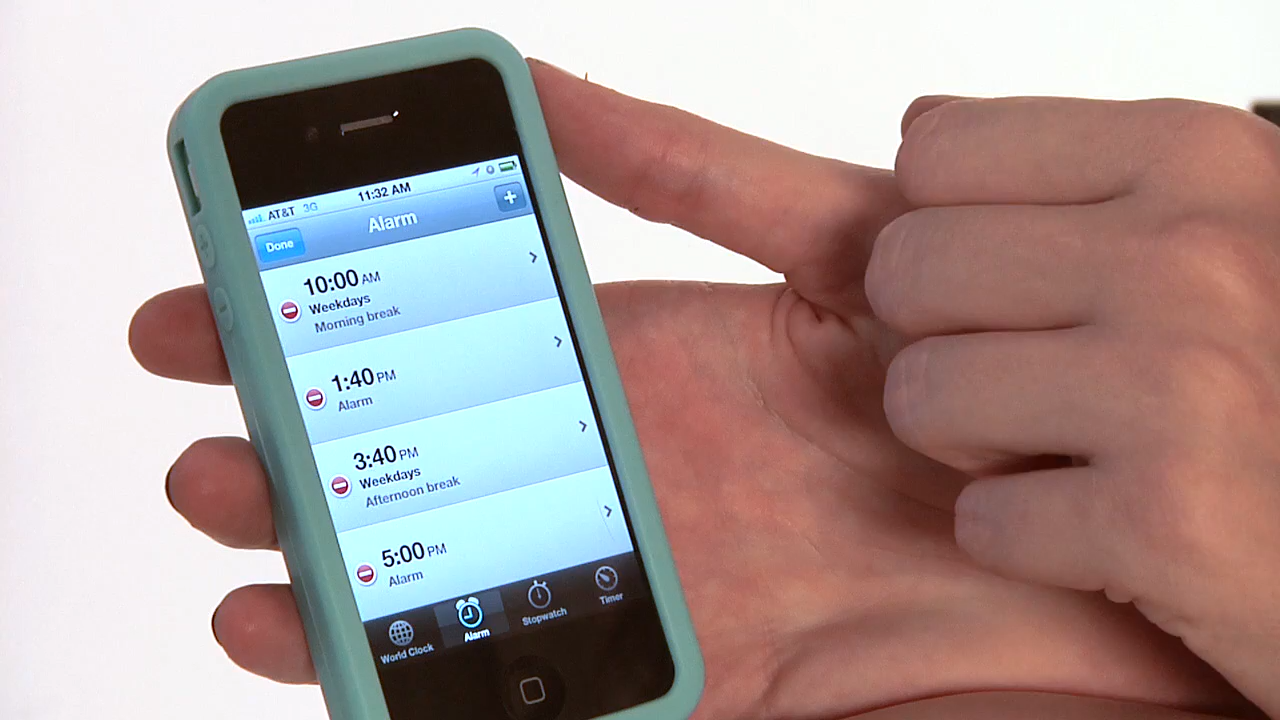 AT&T 3G 11:32 AM
Done Alarm +
10:00 AM
Weekdays
Morning break
1:40 PM
Alarm
3:40 PM
Weekdays
Afternoon break
5:00 PM
Alarm
World Clock Alarm Stopwatch Timer